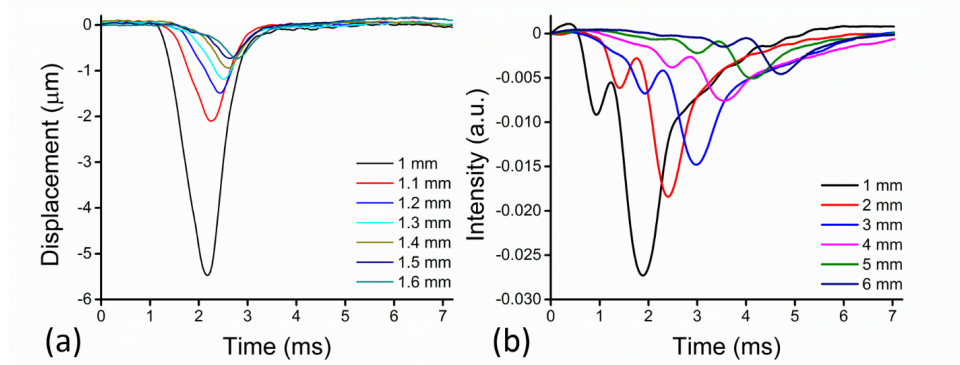 0
-1
-2
-3
-4
-5
-6
0 1 2 3 4 5 6 7
Displacement (μm)
Time (ms)
1 mm
1.1 mm
1.2 mm
1.3 mm
1.4 mm
1.5 mm
1.6 mm
(a)
0
-0.005
-0.010
-0.015
-0.020
-0.025
-0.030
0 1 2 3 4 5 6 7
Intensity (a.u.)
Time (ms)
1 mm
2 mm
3 mm
4 mm
5 mm
6 mm
(b)